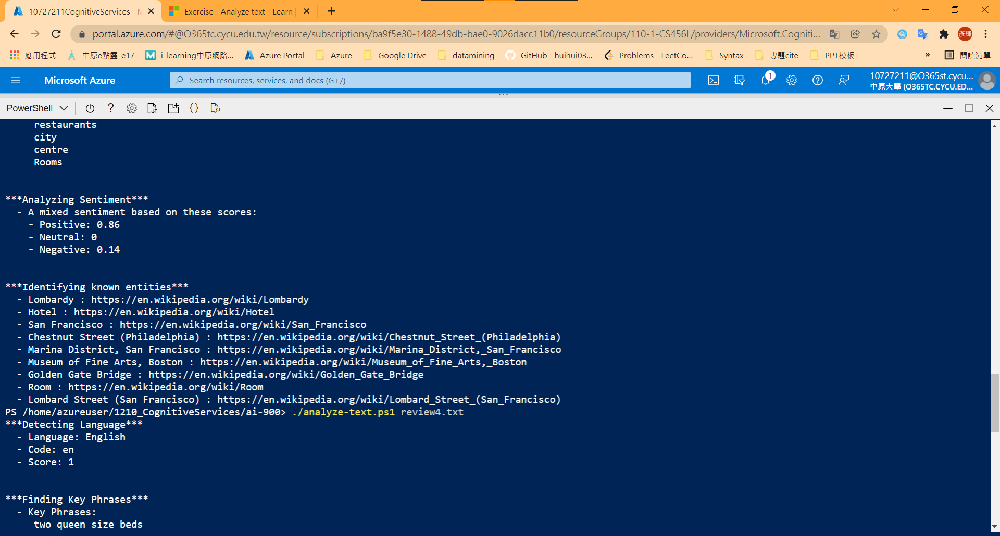 10727211CognitiveServices - M
Exercise - Analyze text - Learn |
portal.azure.com/#@O365tc.cycu.edu.tw/resource/subscriptions/ba9f5e30-1488-49db-bae0-9026dacc11b0/resourceGroups/110-1-CS456L/providers/Microsoft.Cogniti...
彥輝
應用程式
中原e點靈_e17
i-learning中原網路...
Azure Portal
Azure
Google Drive
datamining
GitHub - huihui03...
Problems - LeetCo...
Syntax
專題cite
PPT模板
»
閱讀清單
Microsoft Azure
Search resources, services, and docs (G+/)
1
10727211@O365st.cycu...
中原大學 (O365TC.CYCU.ED...
PowerShell
restaurants
city
centre
Rooms
***Analyzing Sentiment***
- A mixed sentiment based on these scores:
- Positive: 0.86
- Neutral: 0
- Negative: 0.14
***Identifying known entities***
- Lombardy : https://en.wikipedia.org/wiki/Lombardy
- Hotel : https://en.wikipedia.org/wiki/Hotel
- San Francisco : https://en.wikipedia.org/wiki/San_Francisco
- Chestnut Street (Philadelphia) : https://en.wikipedia.org/wiki/Chestnut_Street_(Philadelphia)
- Marina District, San Francisco : https://en.wikipedia.org/wiki/Marina_District,_San_Francisco
- Museum of Fine Arts, Boston : https://en.wikipedia.org/wiki/Museum_of_Fine_Arts,_Boston
- Golden Gate Bridge : https://en.wikipedia.org/wiki/Golden_Gate_Bridge
- Room : https://en.wikipedia.org/wiki/Room
- Lombard Street (San Francisco) : https://en.wikipedia.org/wiki/Lombard_Street_(San_Francisco)
PS /home/azureuser/1210_CognitiveServices/ai-900> ./analyze-text.ps1 review4.txt
***Detecting Language***
- Language: English
- Code: en
- Score: 1
***Finding Key Phrases***
- Key Phrases:
two queen size beds